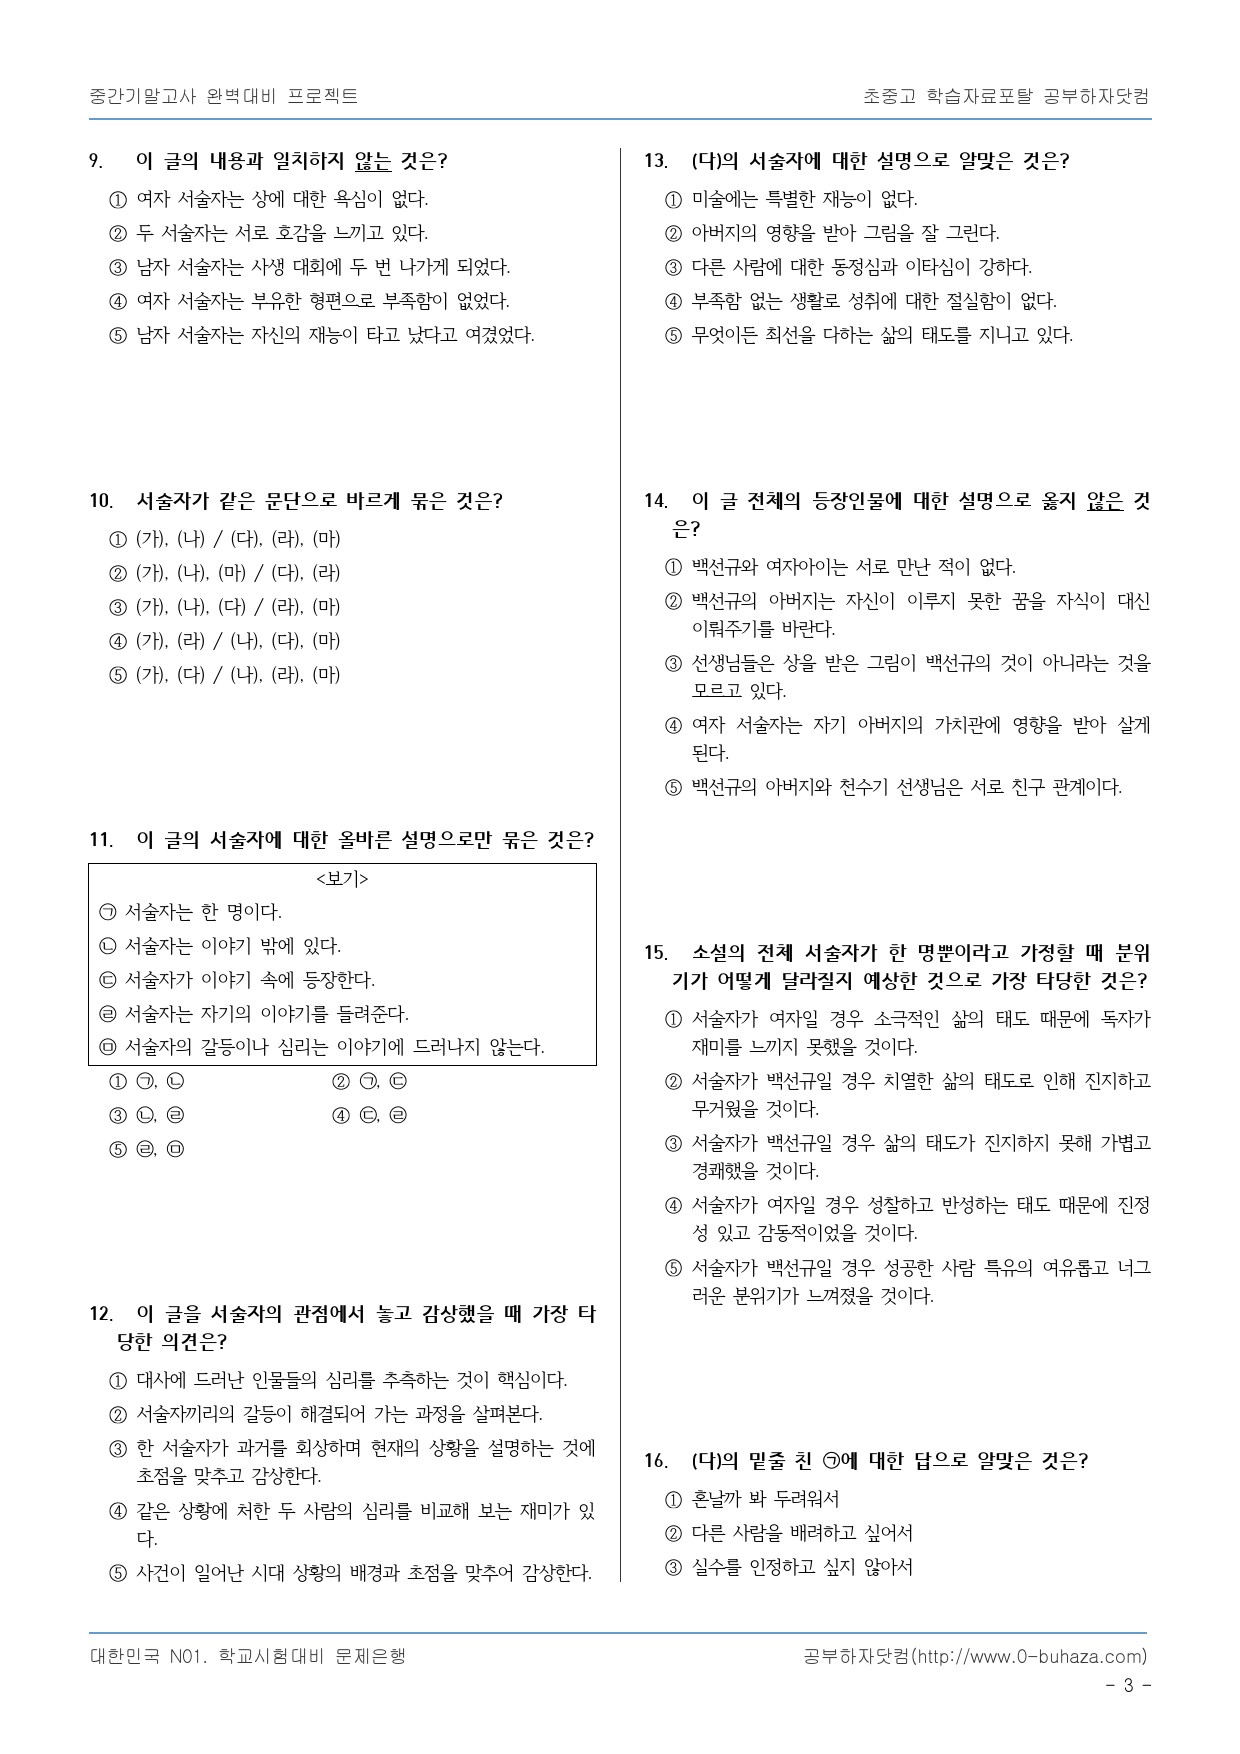 중간기말고사 완벽대비 프로젝트
초중고 학습자료포탈 공부하자닷컴
9. 이 글의 내용과 일치하지 않는 것은?
① 여자 서술자는 상에 대한 욕심이 없다.
② 두 서술자는 서로 호감을 느끼고 있다.
③ 남자 서술자는 사생 대회에 두 번 나가게 되었다.
④ 여자 서술자는 부유한 형편으로 부족함이 없었다.
⑤ 남자 서술자는 자신의 재능이 타고 났다고 여겼었다.
10. 서술자가 같은 문단으로 바르게 묶은 것은?
① (가), (나) / (다), (라), (마)
② (가), (나), (마) / (다), (라)
③ (가), (나), (다) / (라), (마)
④ (가), (라) / (나), (다), (마)
⑤ (가), (다) / (나), (라), (마)
11. 이 글의 서술자에 대한 올바른 설명으로만 묶은 것은?
<보기>
㉠ 서술자는 한 명이다.
㉡ 서술자는 이야기 밖에 있다.
㉢ 서술자가 이야기 속에 등장한다.
㉣ 서술자는 자기의 이야기를 들려준다.
㉤ 서술자의 갈등이나 심리는 이야기에 드러나지 않는다.
① ㉠, ㉡ ② ㉠, ㉢
③ ㉡, ㉣ ④ ㉢, ㉣
⑤ ㉣, ㉤
12. 이 글을 서술자의 관점에서 놓고 감상했을 때 가장 타
당한 의견은?
① 대사에 드러난 인물들의 심리를 추측하는 것이 핵심이다.
② 서술자끼리의 갈등이 해결되어 가는 과정을 살펴본다.
③ 한 서술자가 과거를 회상하며 현재의 상황을 설명하는 것에
초점을 맞추고 감상한다.
④ 같은 상황에 처한 두 사람의 심리를 비교해 보는 재미가 있
다.
⑤ 사건이 일어난 시대 상황의 배경과 초점을 맞추어 감상한다.
13. (다)의 서술자에 대한 설명으로 알맞은 것은?
① 미술에는 특별한 재능이 없다.
② 아버지의 영향을 받아 그림을 잘 그린다.
③ 다른 사람에 대한 동정심과 이타심이 강하다.
④ 부족함 없는 생활로 성취에 대한 절실함이 없다.
⑤ 무엇이든 최선을 다하는 삶의 태도를 지니고 있다.
14. 이 글 전체의 등장인물에 대한 설명으로 옳지 않은 것
은?
① 백선규와 여자아이는 서로 만난 적이 없다.
② 백선규의 아버지는 자신이 이루지 못한 꿈을 자식이 대신
이뤄주기를 바란다.
③ 선생님들은 상을 받은 그림이 백선규의 것이 아니라는 것을
모르고 있다.
④ 여자 서술자는 자기 아버지의 가치관에 영향을 받아 살게
된다.
⑤ 백선규의 아버지와 천수기 선생님은 서로 친구 관계이다.
15. 소설의 전체 서술자가 한 명뿐이라고 가정할 때 분위
기가 어떻게 달라질지 예상한 것으로 가장 타당한 것은?
① 서술자가 여자일 경우 소극적인 삶의 태도 때문에 독자가
재미를 느끼지 못했을 것이다.
② 서술자가 백선규일 경우 치열한 삶의 태도로 인해 진지하고
무거웠을 것이다.
③ 서술자가 백선규일 경우 삶의 태도가 진지하지 못해 가볍고
경쾌했을 것이다.
④ 서술자가 여자일 경우 성찰하고 반성하는 태도 때문에 진정
성 있고 감동적이었을 것이다.
⑤ 서술자가 백선규일 경우 성공한 사람 특유의 여유롭고 너그
러운 분위기가 느껴졌을 것이다.
16. (다)의 밑줄 친 ㉠에 대한 답으로 알맞은 것은?
① 혼날까 봐 두려워서
② 다른 사람을 배려하고 싶어서
③ 실수를 인정하고 싶지 않아서
대한민국 N01. 학교시험대비 문제은행
공부하자닷컴(http://www.0-buhaza.com)
- 3 -